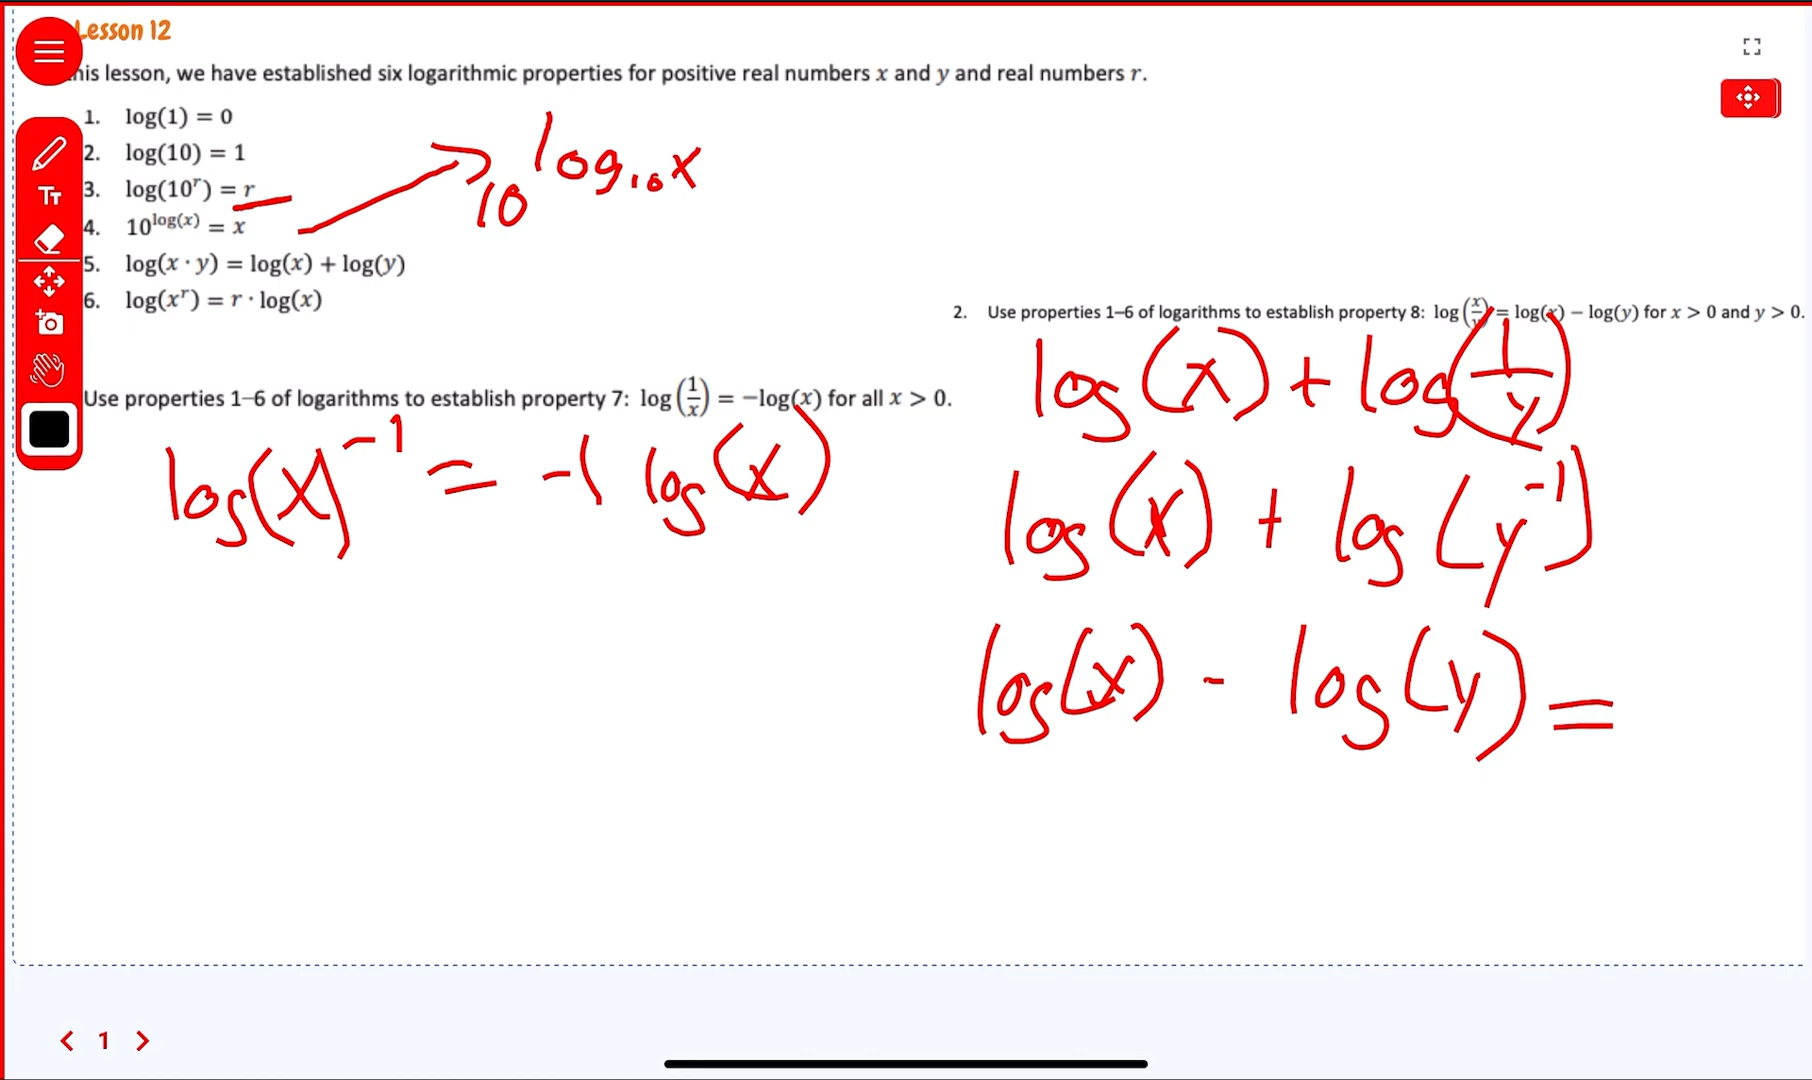 Lesson 12
his lesson, we have established six logarithmic properties for positive real numbers x and y and real numbers r.
1. log(1) = 0
2. log(10) = 1
3. log(10^r) = r
4. 10^log(x) = x
5. log(x · y) = log(x) + log(y)
6. log(x^r) = r · log(x)
10^log₁₀x
Tт
Use properties 1–6 of logarithms to establish property 7: log(1/x) = −log(x) for all x > 0.
log(x)^-1 = -1 log(x)
2. Use properties 1–6 of logarithms to establish property 8: log(x/y) = log(x) − log(y) for x > 0 and y > 0.
log(x) + log(1/y)
log(x) + log(y^-1)
log(x) - log(y) =
< 1 >